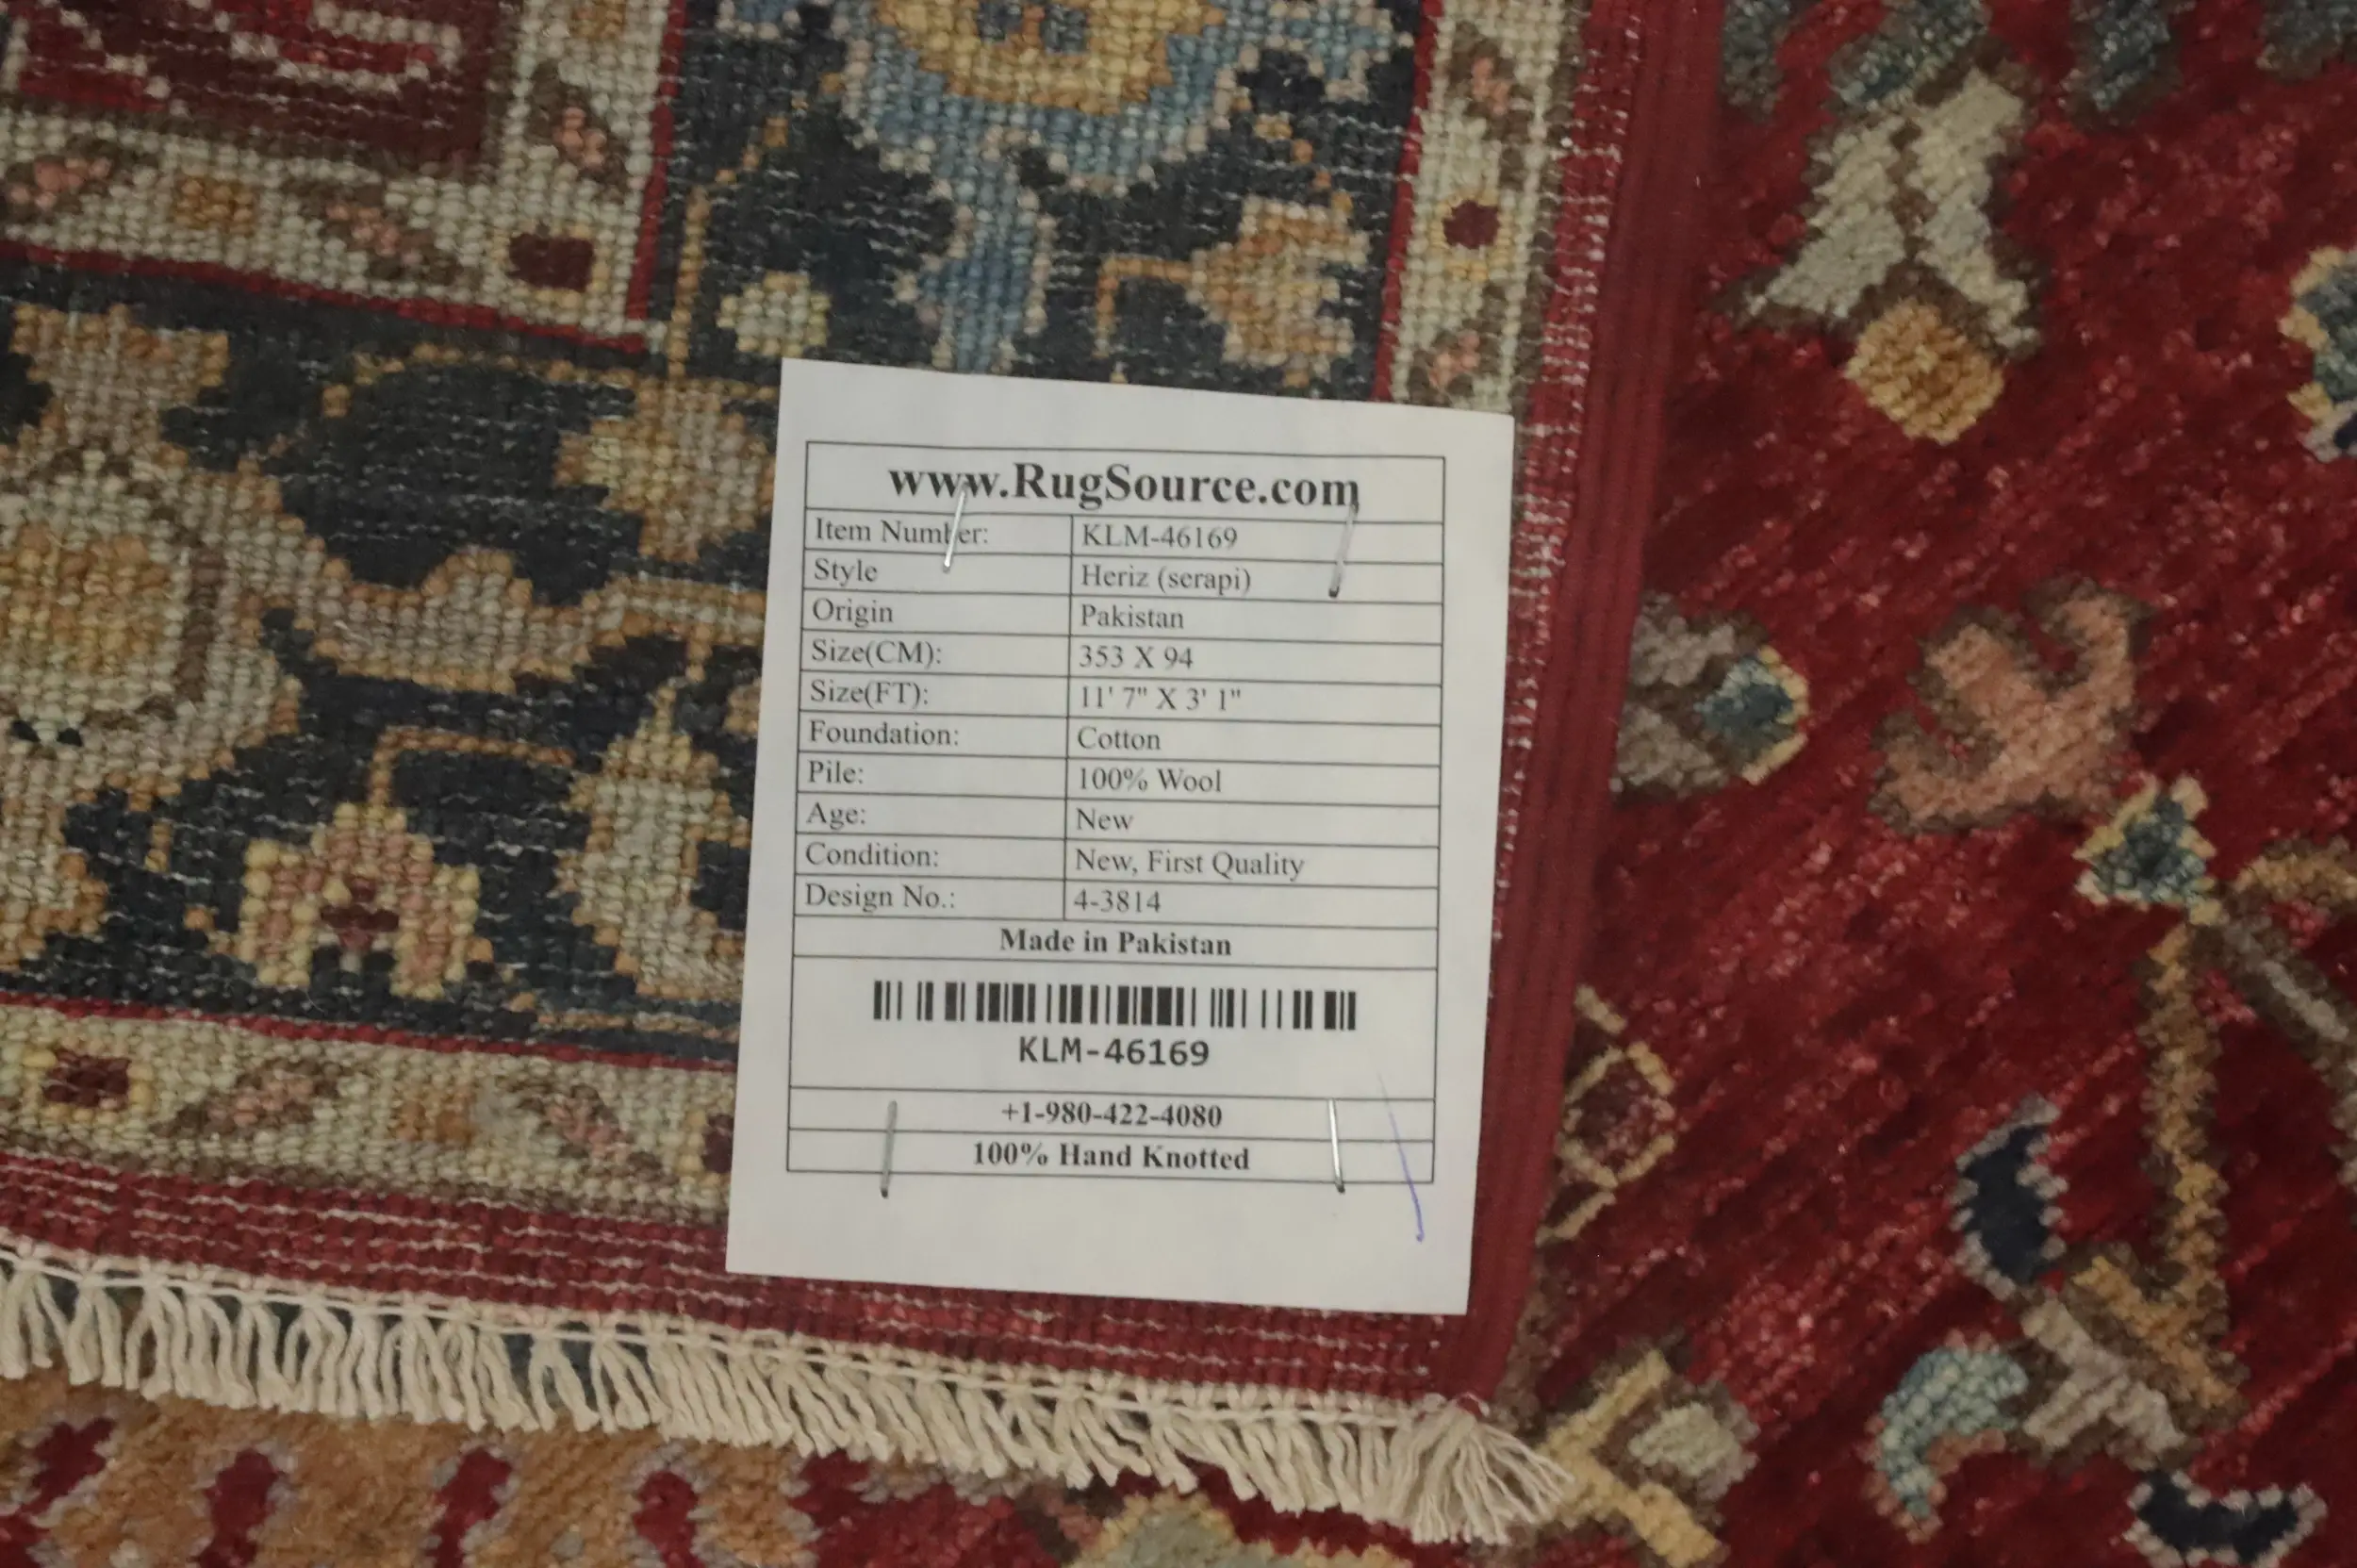 www.RugSource.com
Item Number: KLM-46169
Style Heriz (serapi)
Origin Pakistan
Size(CM): 353 X 94
Size(FT): 11' 7" X 3' 1"
Foundation: Cotton
Pile: 100% Wool
Age: New
Condition: New, First Quality
Design No.: 4-3814
Made in Pakistan
KLM-46169
+1-980-422-4080
100% Hand Knotted